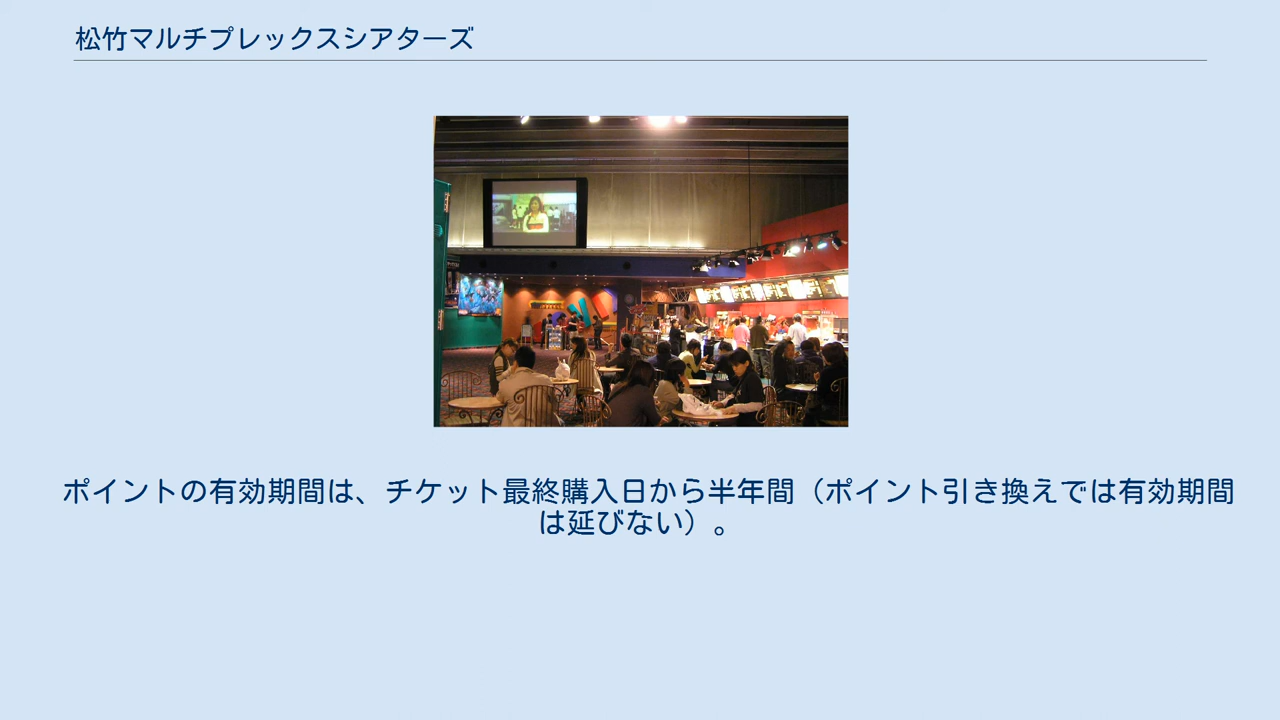 松竹マルチプレックスシアターズ
ポイントの有効期間は、チケット最終購入日から半年間（ポイント引き換えでは有効期間
は延びない）。